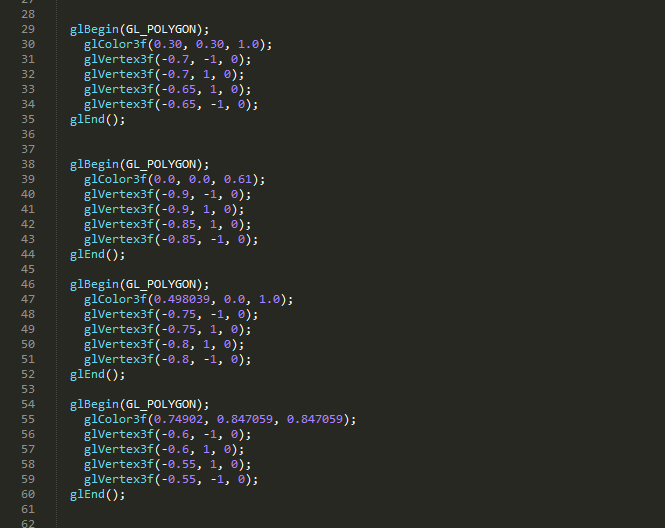 27
28
29 glBegin(GL_POLYGON);
30 glColor3f(0.30, 0.30, 1.0);
31 glVertex3f(-0.7, -1, 0);
32 glVertex3f(-0.7, 1, 0);
33 glVertex3f(-0.65, 1, 0);
34 glVertex3f(-0.65, -1, 0);
35 glEnd();
36
37
38 glBegin(GL_POLYGON);
39 glColor3f(0.0, 0.0, 0.61);
40 glVertex3f(-0.9, -1, 0);
41 glVertex3f(-0.9, 1, 0);
42 glVertex3f(-0.85, 1, 0);
43 glVertex3f(-0.85, -1, 0);
44 glEnd();
45
46 glBegin(GL_POLYGON);
47 glColor3f(0.498039, 0.0, 1.0);
48 glVertex3f(-0.75, -1, 0);
49 glVertex3f(-0.75, 1, 0);
50 glVertex3f(-0.8, 1, 0);
51 glVertex3f(-0.8, -1, 0);
52 glEnd();
53
54 glBegin(GL_POLYGON);
55 glColor3f(0.74902, 0.847059, 0.847059);
56 glVertex3f(-0.6, -1, 0);
57 glVertex3f(-0.6, 1, 0);
58 glVertex3f(-0.55, 1, 0);
59 glVertex3f(-0.55, -1, 0);
60 glEnd();
61
62